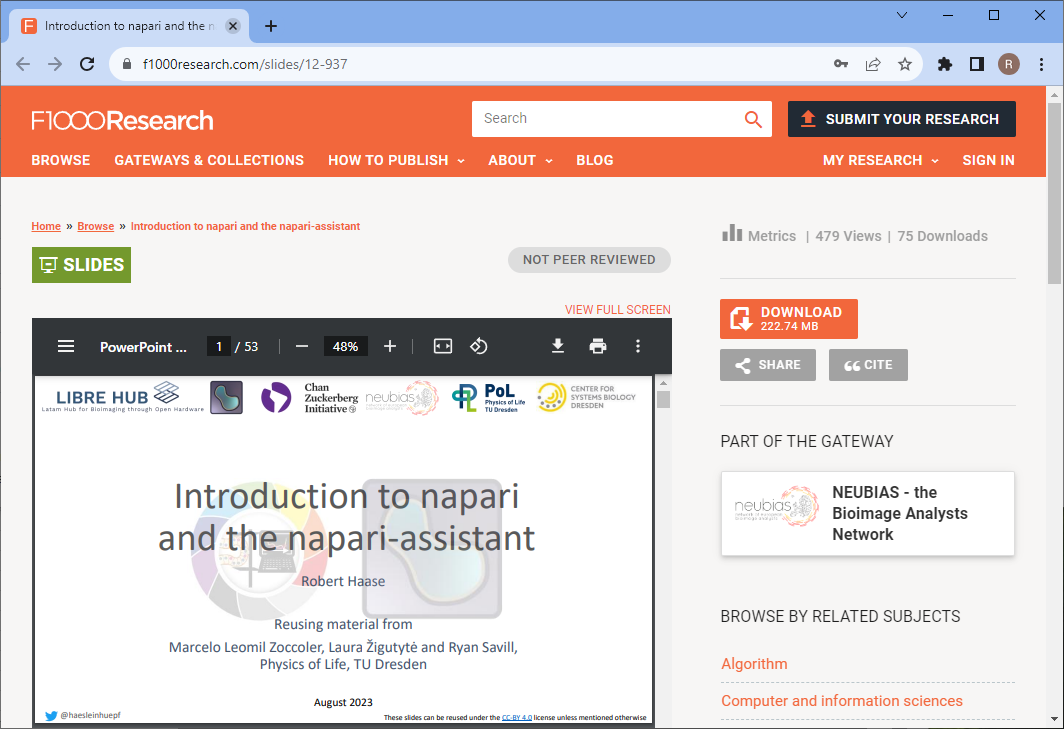 Introduction to napari and the n
f1000research.com/slides/12-937
R
F1000Research
Search
SUBMIT YOUR RESEARCH
BROWSE GATEWAYS & COLLECTIONS HOW TO PUBLISH ABOUT BLOG MY RESEARCH SIGN IN
Home » Browse » Introduction to napari and the napari-assistant
SLIDES
NOT PEER REVIEWED
VIEW FULL SCREEN
PowerPoint ... 1 / 53 48%
LIBRE HUB
Latam Hub for Bioimaging through Open Hardware
Chan
Zuckerberg
Initiative
neubias
PoL
Physics of Life
TU Dresden
CENTER FOR
SYSTEMS BIOLOGY
DRESDEN
Introduction to napari
and the napari-assistant
Robert Haase
Reusing material from
Marcelo Leomil Zoccoler, Laura Žigutytė and Ryan Savill,
Physics of Life, TU Dresden
August 2023
@haesleinhuepf
These slides can be reused under the CC-BY 4.0 license unless mentioned otherwise
Metrics | 479 Views | 75 Downloads
DOWNLOAD
222.74 MB
SHARE
CITE
PART OF THE GATEWAY
neubias
NEUBIAS - the
Bioimage Analysts
Network
BROWSE BY RELATED SUBJECTS
Algorithm
Computer and information sciences